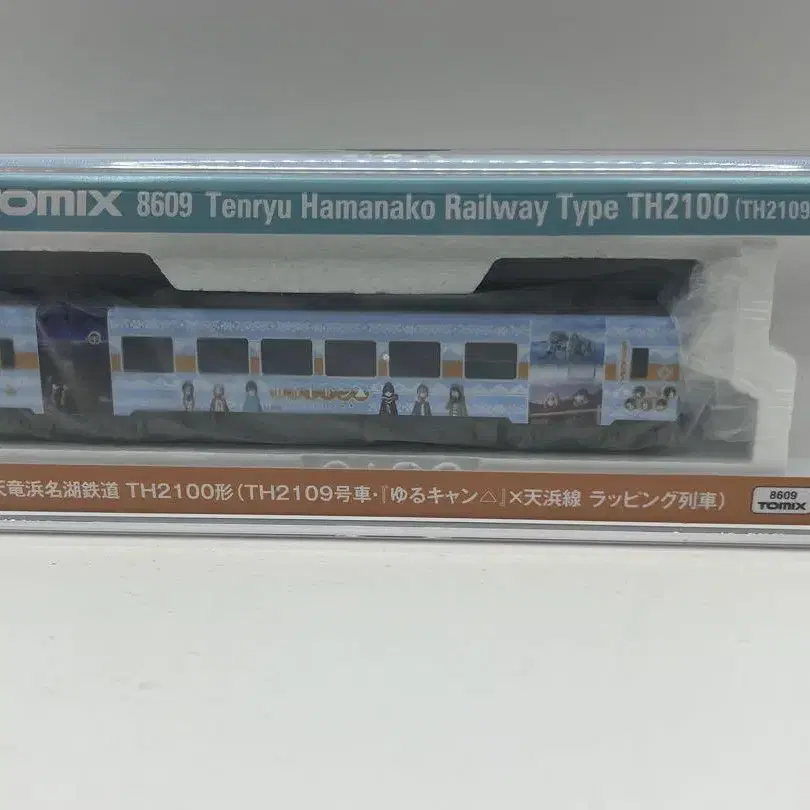 TOMIX 8609 Tenryu Hamanako Railway Type TH2100 (TH2109
天竜浜名湖鉄道 TH2100形(TH2109号車・『ゆるキャン△』×天浜線 ラッピング列車)
8609
TOMIX